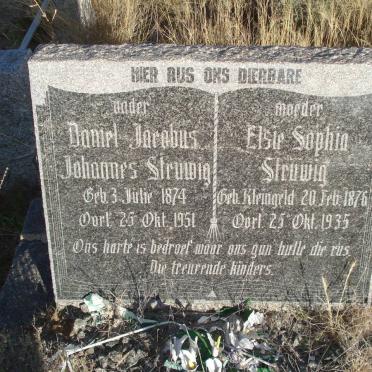 HIER RUS ONS DIERBARE
vader
Daniel Jacobus
Johannes Struwig
Geb. 3 Julie 1874
Oorl. 25 Okt. 1951
moeder
Elsie Sophia
Struwig
Geb. Kleingeld 20 Feb. 1876
Oorl. 25 Okt. 1935
Ons harte is bedroef maar ons gun hulle die rus.
Die treurende kinders.